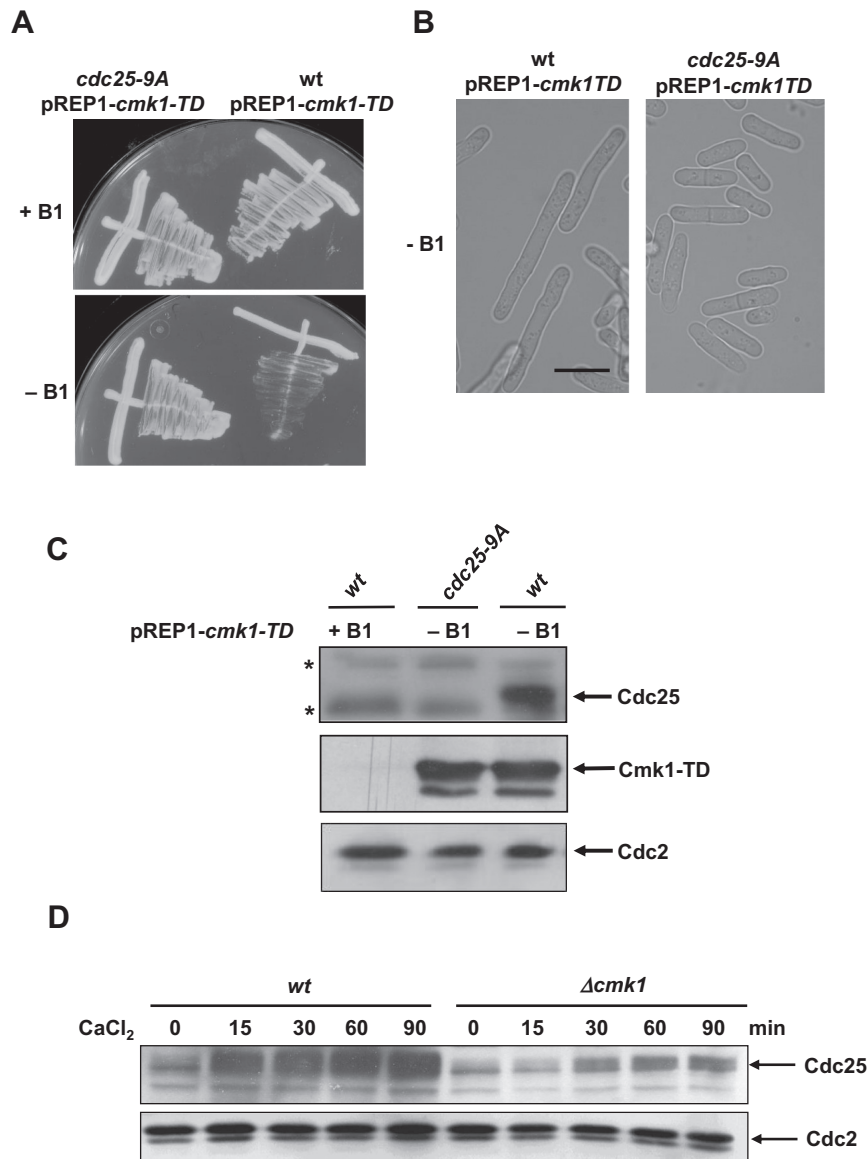 A
cdc25-9A
pREP1-cmk1-TD
wt
pREP1-cmk1-TD
+ B1
– B1
B
wt
pREP1-cmk1TD
cdc25-9A
pREP1-cmk1TD
- B1
C
wt
cdc25-9A
wt
pREP1-cmk1-TD
+ B1
– B1
– B1
*
*
Cdc25
Cmk1-TD
Cdc2
D
wt
Δcmk1
CaCl₂ 0 15 30 60 90 0 15 30 60 90 min
Cdc25
Cdc2